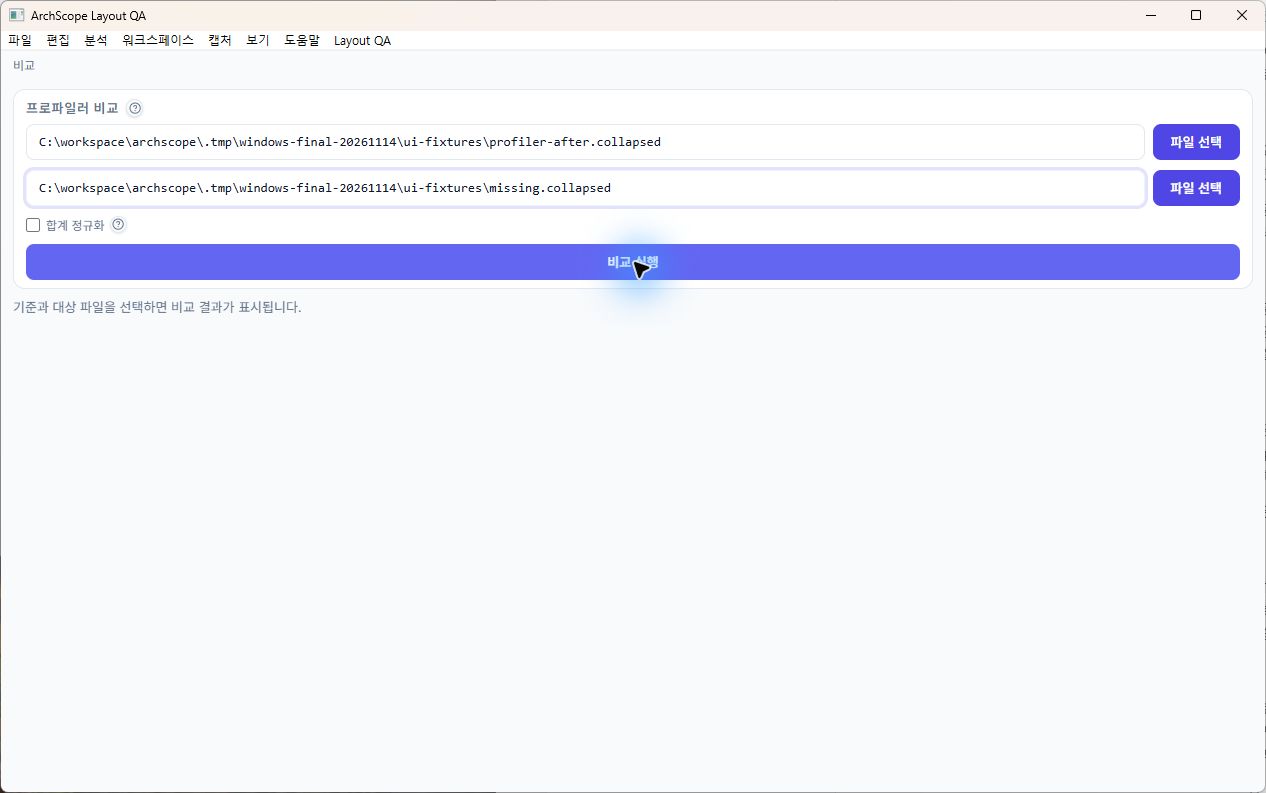 ArchScope Layout QA
파일 편집 분석 워크스페이스 캡처 보기 도움말 Layout QA
비교
프로파일러 비교
C:\workspace\archscope\.tmp\windows-final-20261114\ui-fixtures\profiler-after.collapsed 파일 선택
C:\workspace\archscope\.tmp\windows-final-20261114\ui-fixtures\missing.collapsed 파일 선택
합계 정규화
비교 실행
기준과 대상 파일을 선택하면 비교 결과가 표시됩니다.